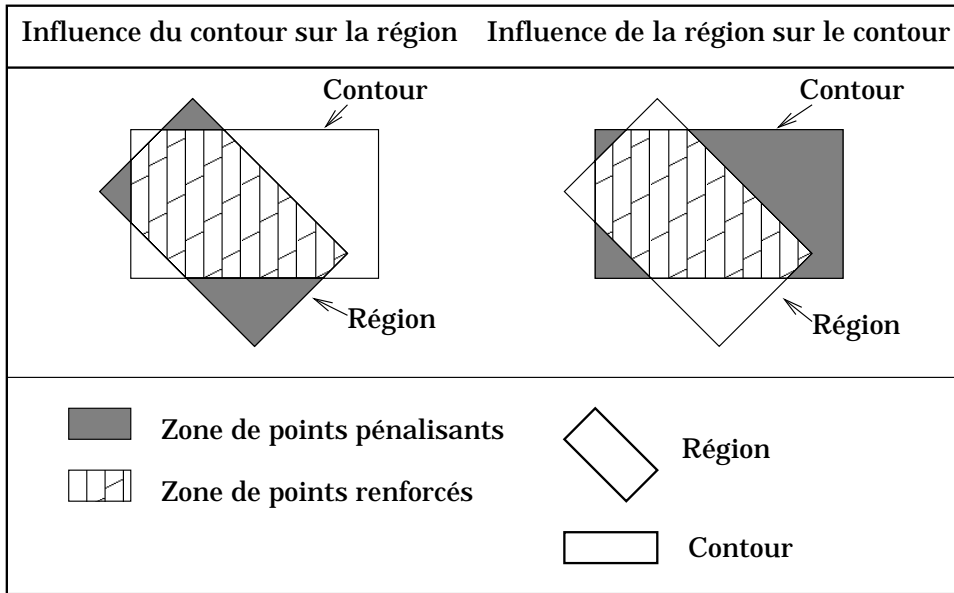 Influence du contour sur la région
Influence de la région sur le contour
Contour
Région
Contour
Région
Zone de points pénalisants
Zone de points renforcés
Région
Contour